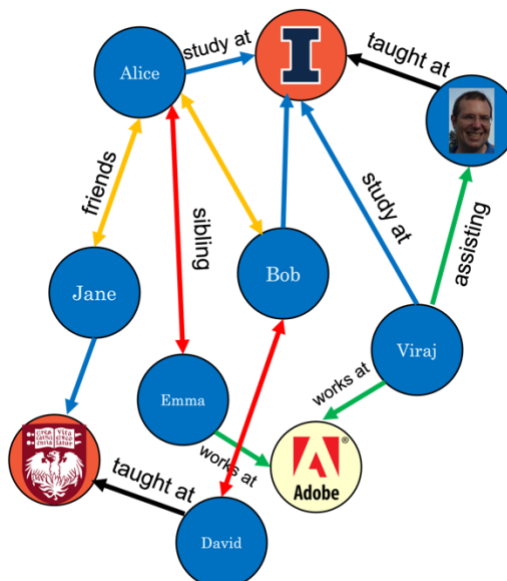 study at
taught at
Alice
I
friends
sibling
study at
assisting
Jane
Bob
Viraj
works at
Emma
works at
Adobe®
taught at
David